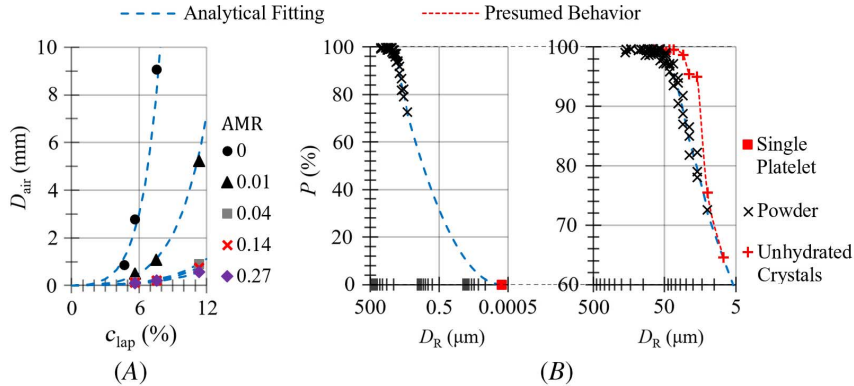 Analytical Fitting
Presumed Behavior
10
8
6
4
2
0
D_air (mm)
0 6 12
c_lap (%)
AMR
0
0.01
0.04
0.14
0.27
(A)
100
80
60
40
20
0
P (%)
500 0.5 0.0005
D_R (μm)
100
90
80
70
60
500 50 5
D_R (μm)
Single
Platelet
Powder
Unhydrated
Crystals
(B)